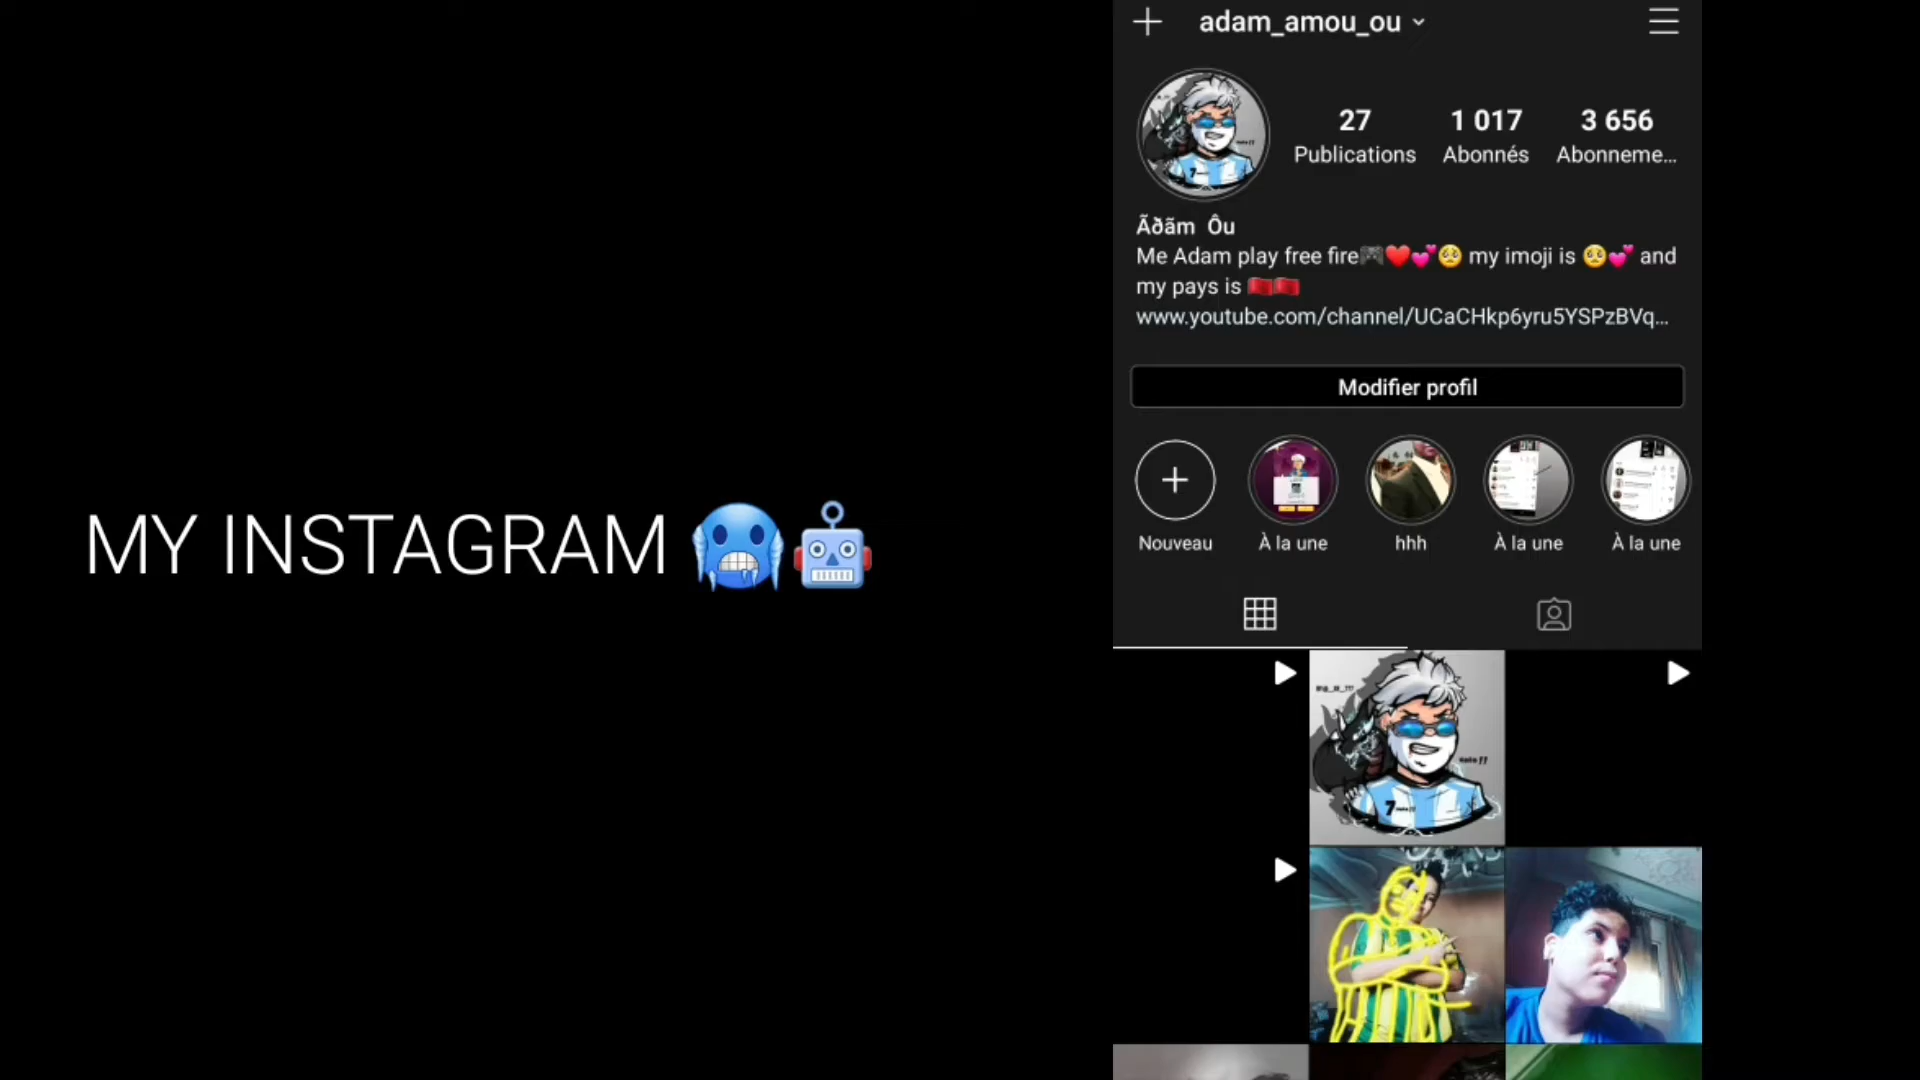 MY INSTAGRAM 🥶🤖
adam_amou_ou
27
Publications
1 017
Abonnés
3 656
Abonneme...
Ãðãm Ôu
Me Adam play free fire🎮❤️💕🥺 my imoji is 🥺💕 and
my pays is 🇲🇦🇲🇦
www.youtube.com/channel/UCaCHkp6yru5YSPzBVq...
Modifier profil
Nouveau
À la une
hhh
À la une
À la une
7